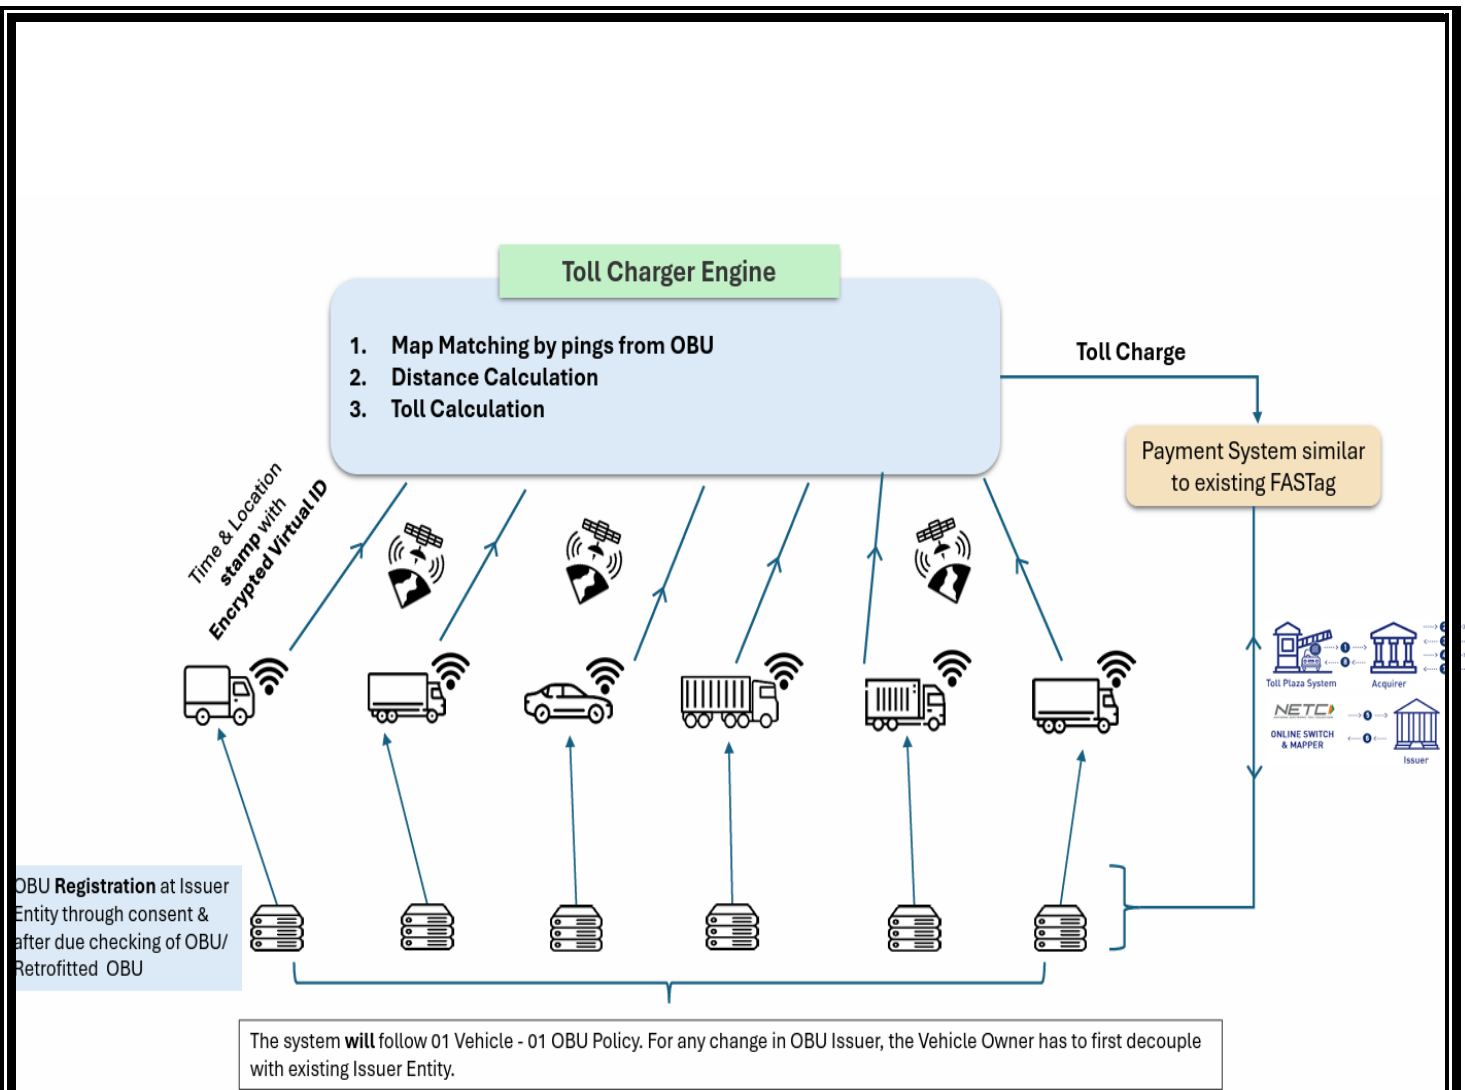 Toll Charger Engine
1. Map Matching by pings from OBU
2. Distance Calculation
3. Toll Calculation
Toll Charge
Payment System similar
to existing FASTag
Time & Location
stamp with
Encrypted Virtual ID
Toll Plaza System
Acquirer
NETC
ONLINE SWITCH
& MAPPER
Issuer
1
8
5
6
OBU Registration at Issuer
Entity through consent &
after due checking of OBU/
Retrofitted OBU
The system will follow 01 Vehicle - 01 OBU Policy. For any change in OBU Issuer, the Vehicle Owner has to first decouple
with existing Issuer Entity.